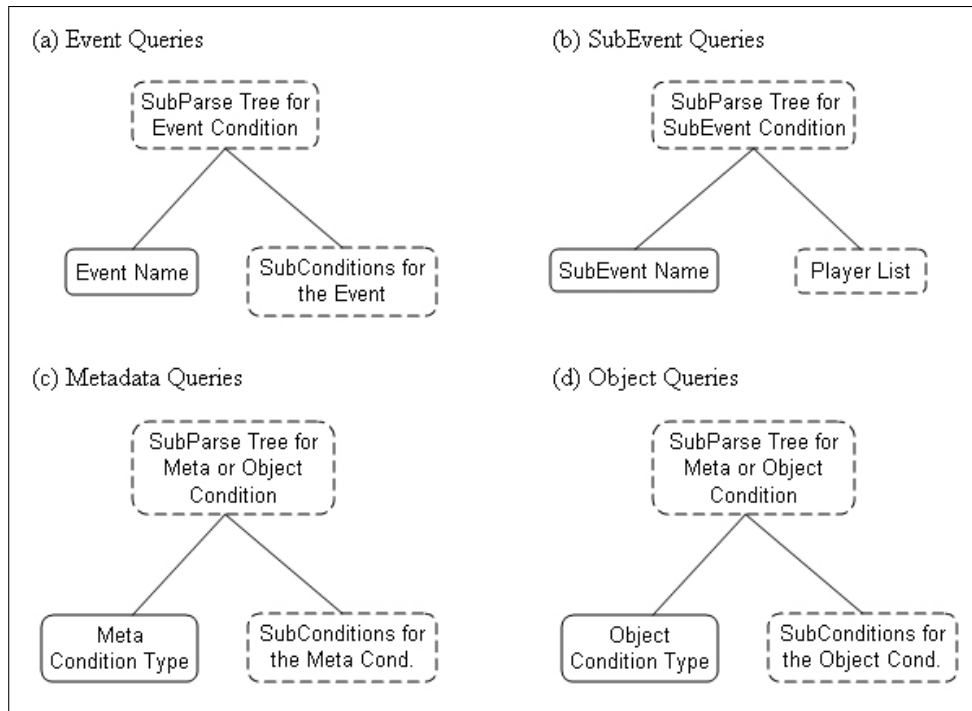 (a) Event Queries
SubParse Tree for
Event Condition
Event Name
SubConditions for
the Event
(b) SubEvent Queries
SubParse Tree for
SubEvent Condition
SubEvent Name
Player List
(c) Metadata Queries
SubParse Tree for
Meta or Object
Condition
Meta
Condition Type
SubConditions for
the Meta Cond.
(d) Object Queries
SubParse Tree for
Meta or Object
Condition
Object
Condition Type
SubConditions for
the Object Cond.